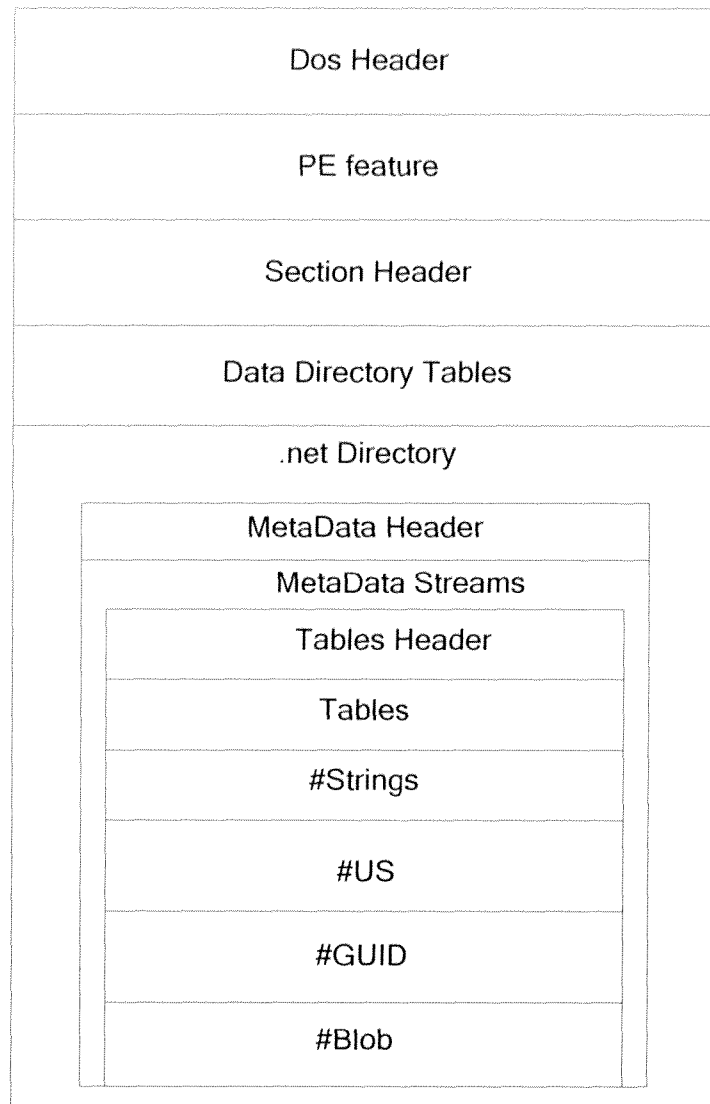 Dos Header
PE feature
Section Header
Data Directory Tables
.net Directory
MetaData Header
MetaData Streams
Tables Header
Tables
#Strings
#US
#GUID
#Blob